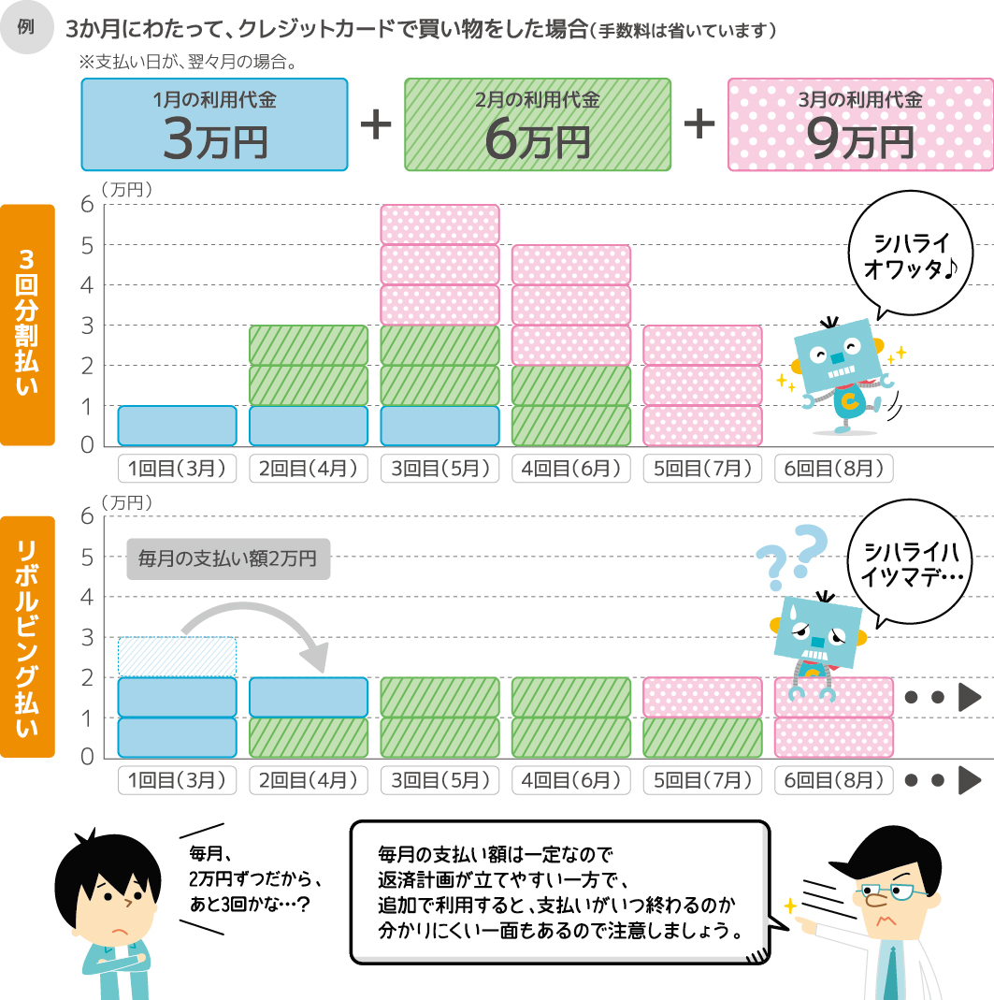 例
3か月にわたって、クレジットカードで買い物をした場合（手数料は省いています）
※支払い日が、翌々月の場合。
1月の利用代金
3万円
+
2月の利用代金
6万円
+
3月の利用代金
9万円
3回分割払い
（万円）
6
5
4
3
2
1
0
シハライ
オワッタ♪
C
1回目（3月）
2回目（4月）
3回目（5月）
4回目（6月）
5回目（7月）
6回目（8月）
リボルビング払い
（万円）
6
5
4
3
2
1
0
毎月の支払い額2万円
??
シハライハ
イツマデ…
C
1回目（3月）
2回目（4月）
3回目（5月）
4回目（6月）
5回目（7月）
6回目（8月）
毎月、
2万円ずつだから、
あと3回かな…？
毎月の支払い額は一定なので
返済計画が立てやすい一方で、
追加で利用すると、支払いがいつ終わるのか
分かりにくい一面もあるので注意しましょう。